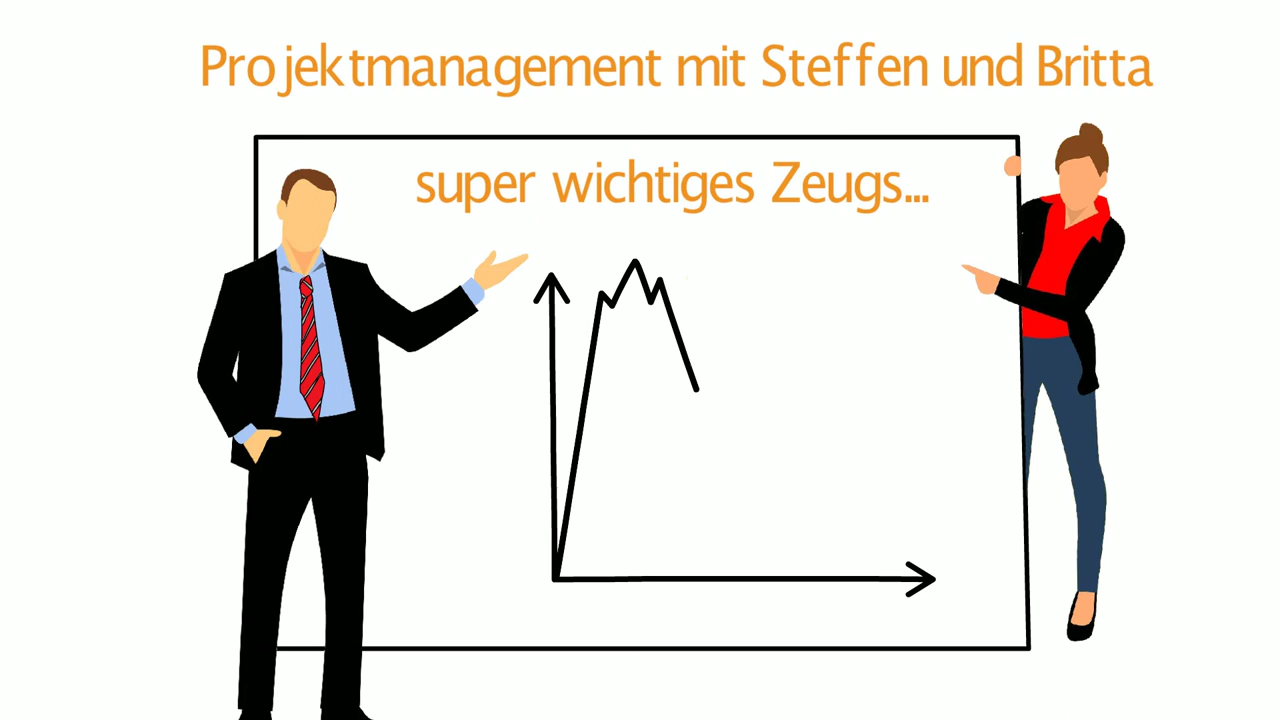 Projektmanagement mit Steffen und Britta
super wichtiges Zeugs...